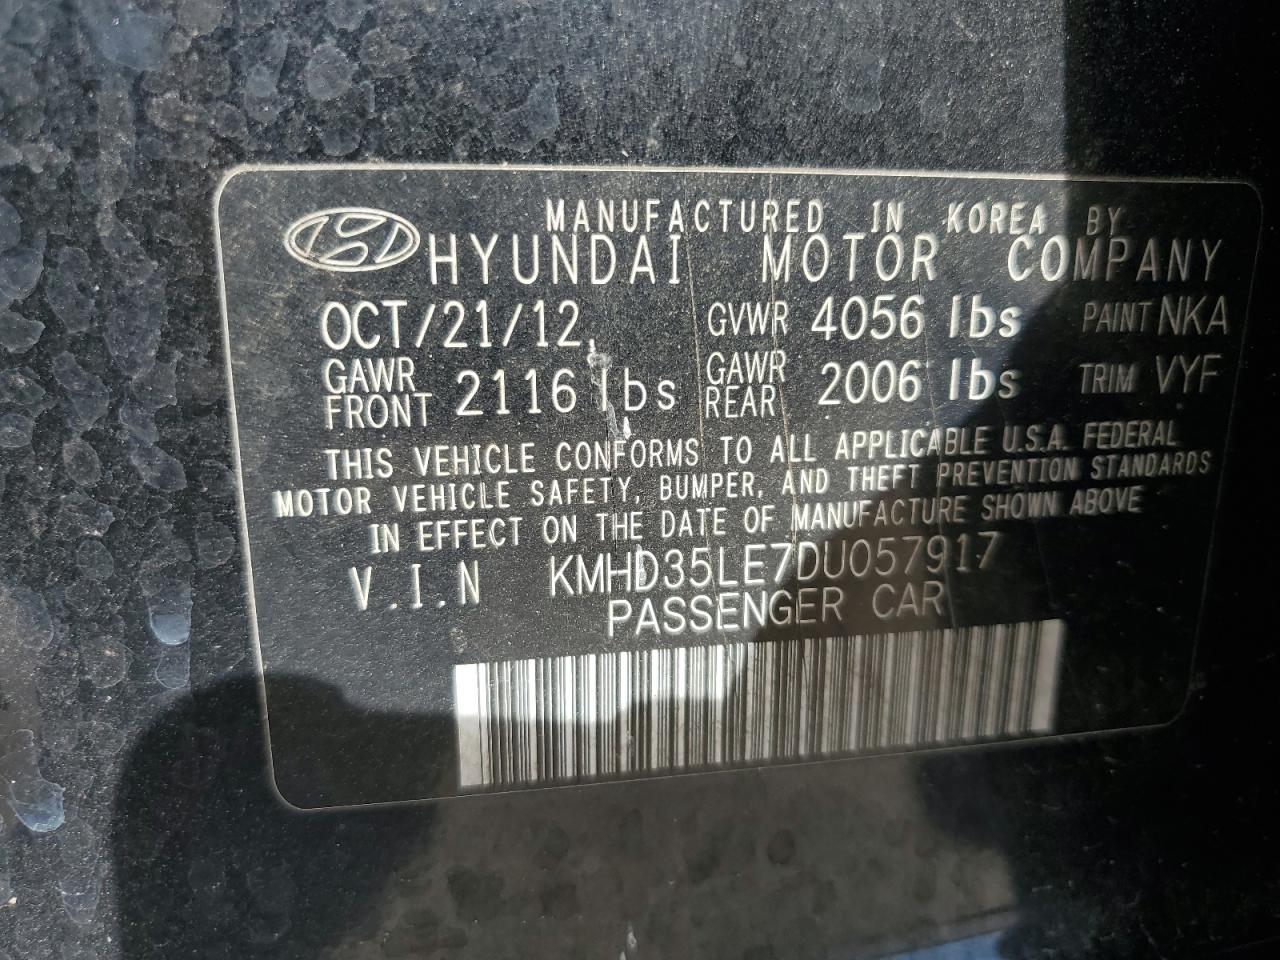 MANUFACTURED IN KOREA BY
HYUNDAI MOTOR COMPANY
OCT/21/12, GVWR 4056 lbs PAINT NKA
GAWR FRONT 2116 lbs GAWR REAR 2006 lbs TRIM VYF
THIS VEHICLE CONFORMS TO ALL APPLICABLE U.S.A. FEDERAL
MOTOR VEHICLE SAFETY, BUMPER, AND THEFT PREVENTION STANDARDS
IN EFFECT ON THE DATE OF MANUFACTURE SHOWN ABOVE
V.I.N KMHD35LE7DU057917
PASSENGER CAR